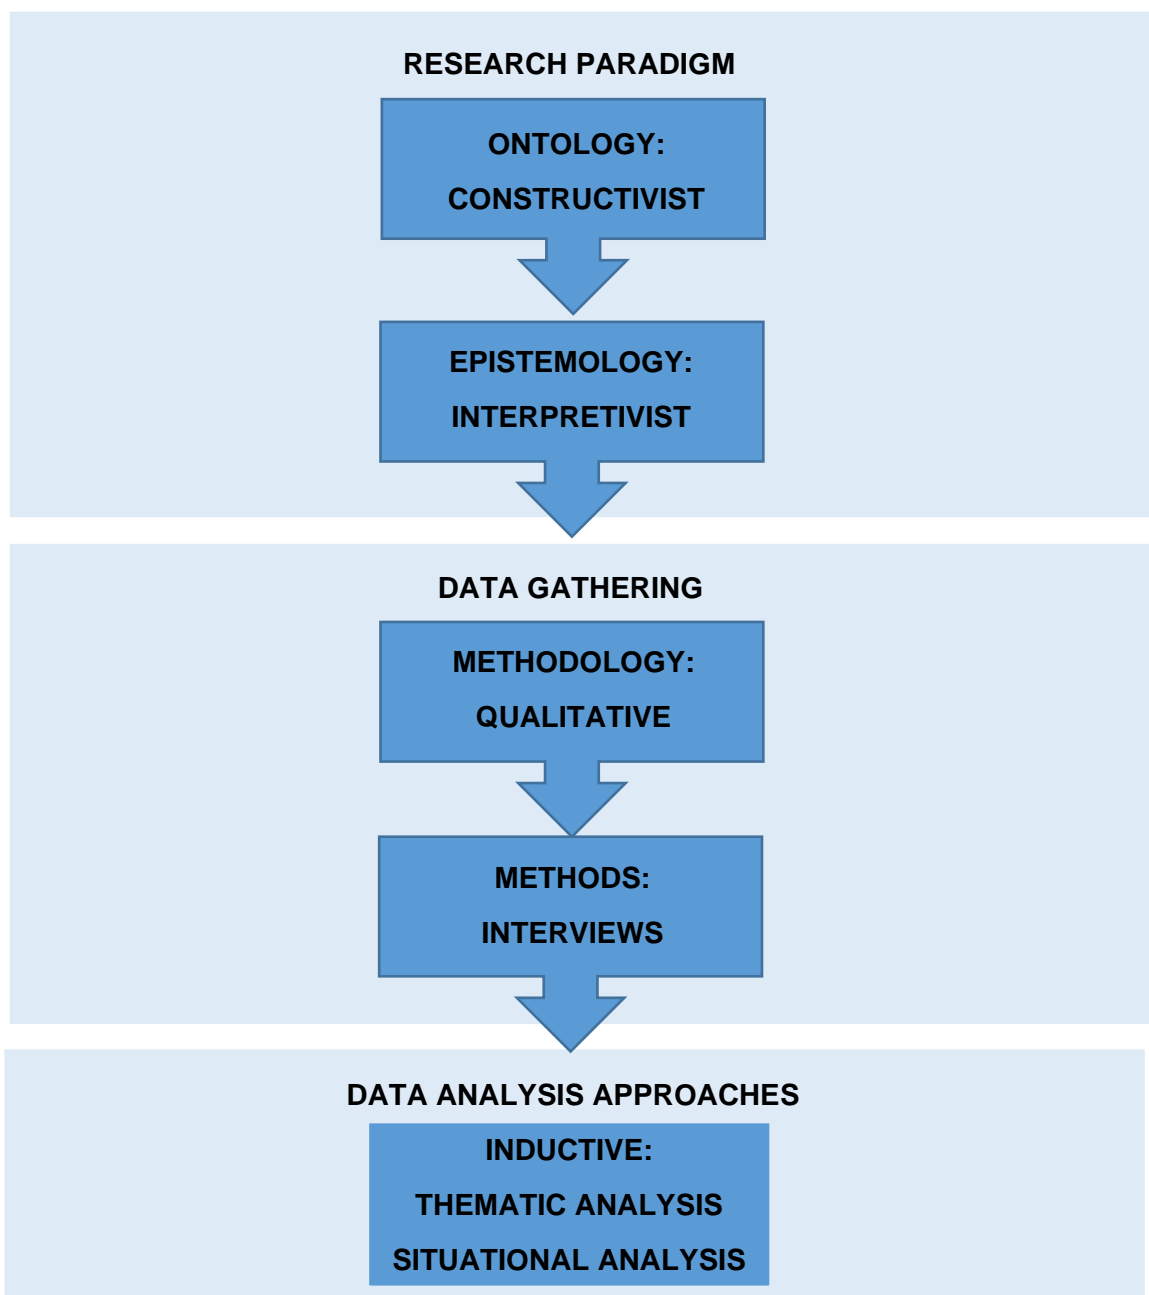 RESEARCH PARADIGM
ONTOLOGY:
CONSTRUCTIVIST
EPISTEMOLOGY:
INTERPRETIVIST
DATA GATHERING
METHODOLOGY:
QUALITATIVE
METHODS:
INTERVIEWS
DATA ANALYSIS APPROACHES
INDUCTIVE:
THEMATIC ANALYSIS
SITUATIONAL ANALYSIS